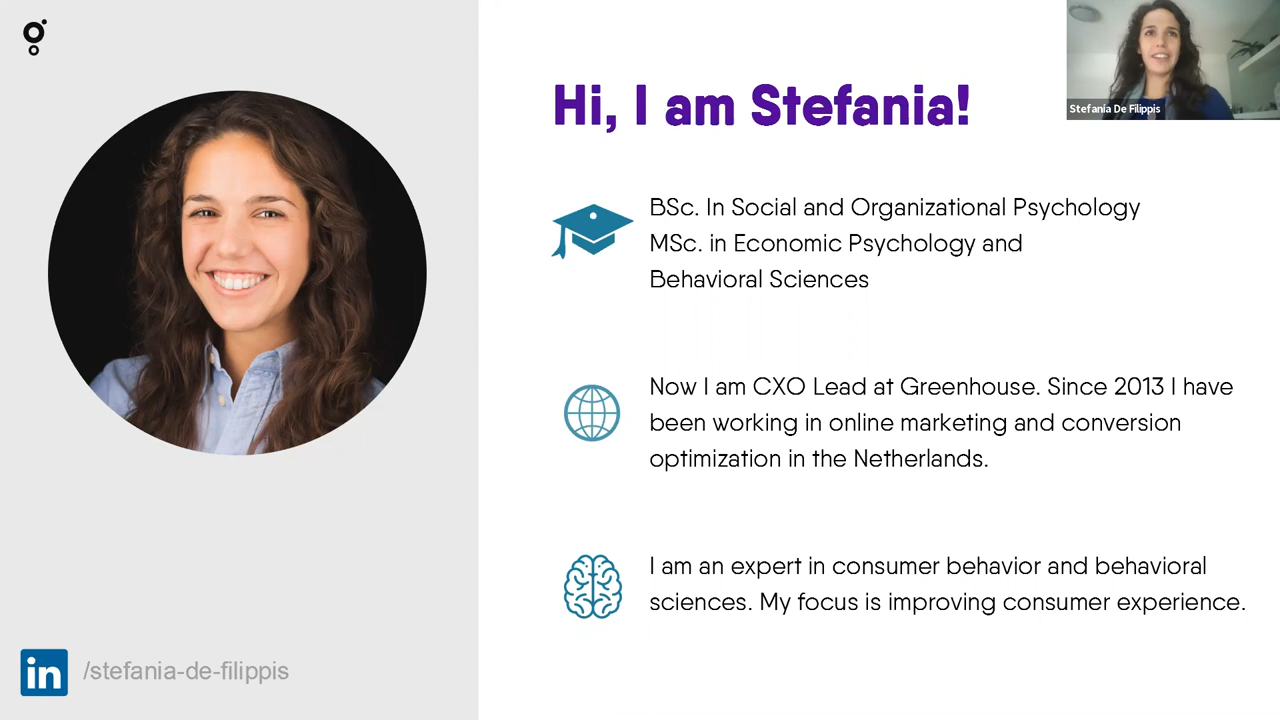 Hi, I am Stefania!
Stefania De Filippis
BSc. In Social and Organizational Psychology
MSc. in Economic Psychology and
Behavioral Sciences
Now I am CXO Lead at Greenhouse. Since 2013 I have
been working in online marketing and conversion
optimization in the Netherlands.
I am an expert in consumer behavior and behavioral
sciences. My focus is improving consumer experience.
in
/stefania-de-filippis